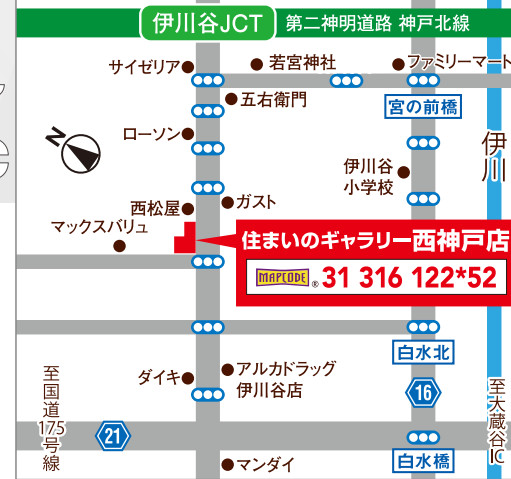 伊川谷JCT
第二神明道路 神戸北線
サイゼリア
若宮神社
ファミリーマート
五右衛門
宮の前橋
N
ローソン
伊川
伊川谷
小学校
西松屋
ガスト
マックスバリュ
住まいのギャラリー西神戸店
MAPCODE® 31 316 122*52
白水北
至国道175号線
ダイキ
アルカドラッグ
伊川谷店
16
至大蔵谷IC
21
白水橋
マンダイ